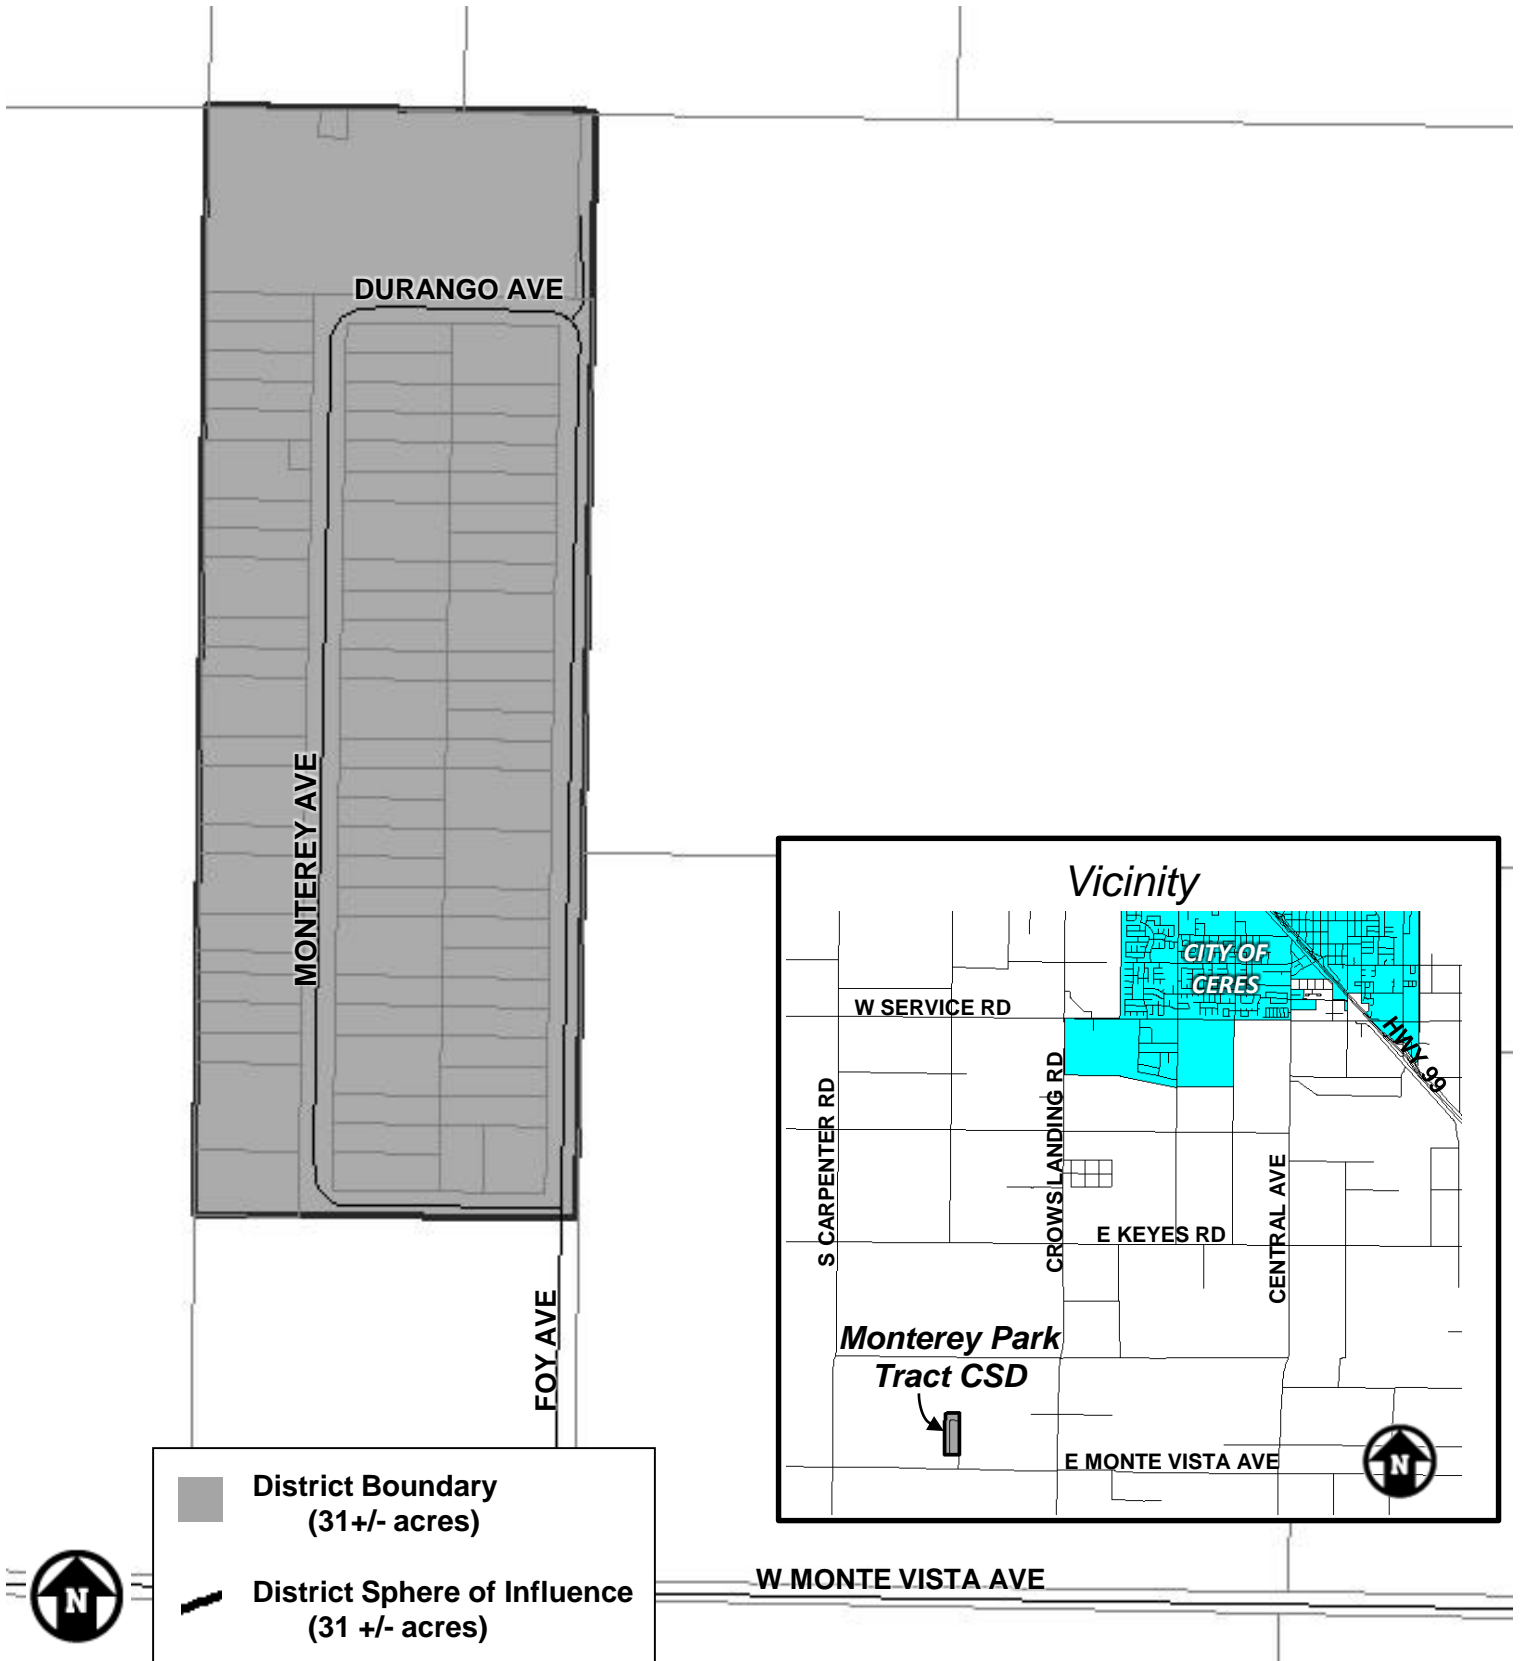 DURANGO AVE
MONTEREY AVE
FOY AVE
Vicinity
CITY OF
CERES
W SERVICE RD
HWY 99
S CARPENTER RD
CROWS LANDING RD
CENTRAL AVE
E KEYES RD
Monterey Park
Tract CSD
E MONTE VISTA AVE
N
District Boundary
(31+/- acres)
District Sphere of Influence
(31 +/- acres)
N
W MONTE VISTA AVE